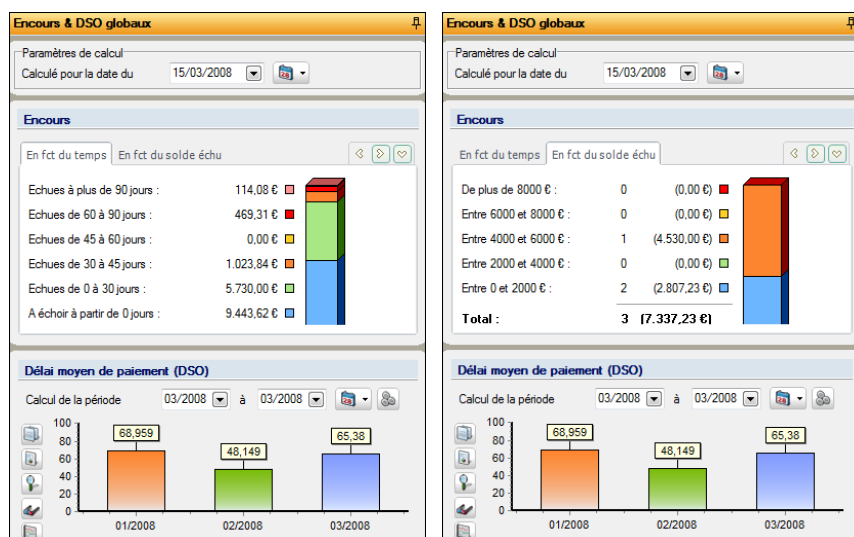 Encours & DSO globaux
Paramètres de calcul
Calculé pour la date du 15/03/2008
Encours
En fct du temps En fct du solde échu
Echues à plus de 90 jours : 114,08 €
Echues de 60 à 90 jours : 469,31 €
Echues de 45 à 60 jours : 0,00 €
Echues de 30 à 45 jours : 1.023,84 €
Echues de 0 à 30 jours : 5.730,00 €
A échoir à partir de 0 jours : 9.443,62 €
Délai moyen de paiement (DSO)
Calcul de la période 03/2008 à 03/2008
100
80
60
40
20
0
68,959
48,149
65,38
01/2008 02/2008 03/2008
Encours & DSO globaux
Paramètres de calcul
Calculé pour la date du 15/03/2008
Encours
En fct du temps En fct du solde échu
De plus de 8000 € : 0 (0,00 €)
Entre 6000 et 8000 € : 0 (0,00 €)
Entre 4000 et 6000 € : 1 (4.530,00 €)
Entre 2000 et 4000 € : 0 (0,00 €)
Entre 0 et 2000 € : 2 (2.807,23 €)
Total : 3 (7.337,23 €)
Délai moyen de paiement (DSO)
Calcul de la période 03/2008 à 03/2008
100
80
60
40
20
0
68,959
48,149
65,38
01/2008 02/2008 03/2008